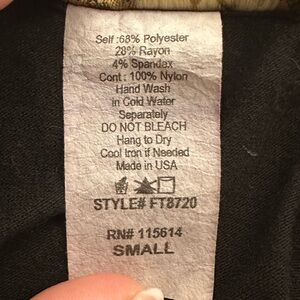 Self :68% Polyester
28% Rayon
4% Spandex
Cont : 100% Nylon
Hand Wash
in Cold Water
Separately
DO NOT BLEACH
Hang to Dry
Cool Iron if Needed
Made in USA
STYLE# FT8720
RN# 115614
SMALL